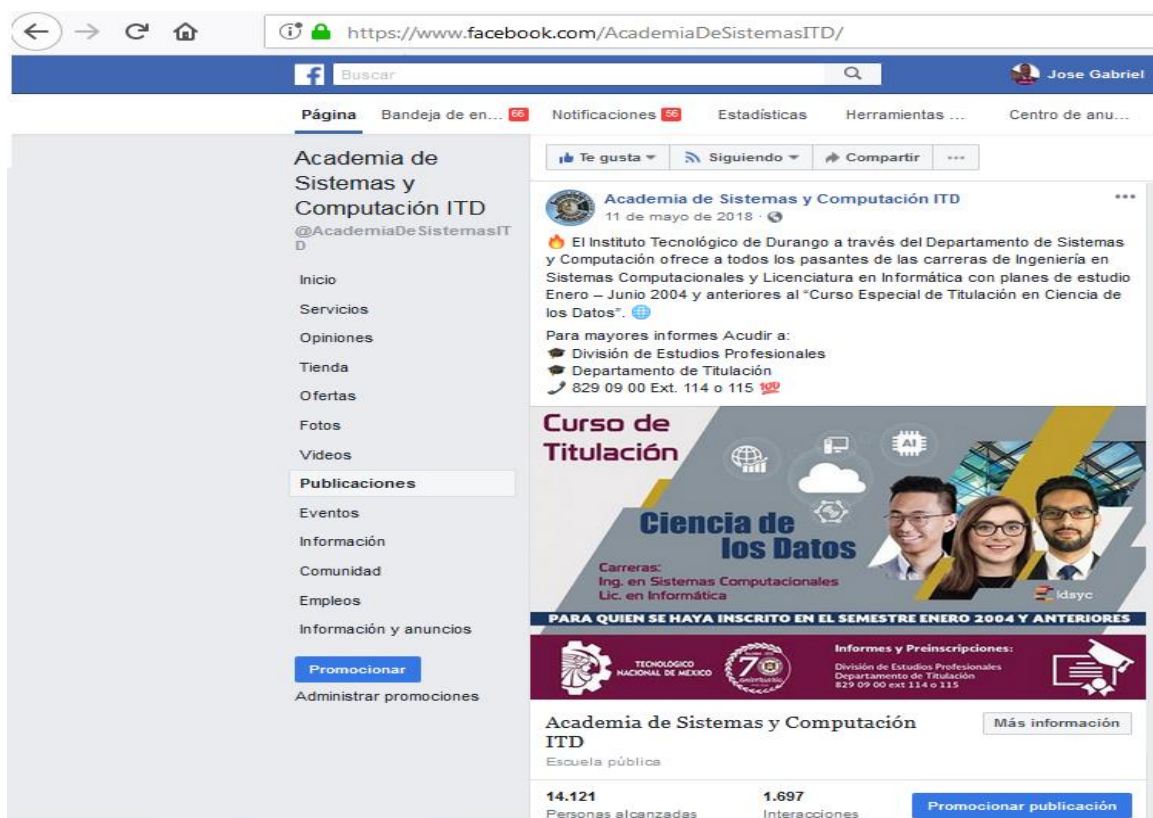 https://www.facebook.com/AcademiaDeSistemasITD/
Buscar
Jose Gabriel
Página Bandeja de en... 66 Notificaciones 56 Estadísticas Herramientas ... Centro de anu...
Academia de
Sistemas y
Computación ITD
@AcademiaDeSistemasIT
D
Inicio
Servicios
Opiniones
Tienda
Ofertas
Fotos
Videos
Publicaciones
Eventos
Información
Comunidad
Empleos
Información y anuncios
Promocionar
Administrar promociones
Te gusta Siguiendo Compartir ...
Academia de Sistemas y Computación ITD
11 de mayo de 2018 ·
🔥 El Instituto Tecnológico de Durango a través del Departamento de Sistemas
y Computación ofrece a todos los pasantes de las carreras de Ingeniería en
Sistemas Computacionales y Licenciatura en Informática con planes de estudio
Enero – Junio 2004 y anteriores al “Curso Especial de Titulación en Ciencia de
los Datos”. 🌐
Para mayores informes Acudir a:
🎓 División de Estudios Profesionales
🎓 Departamento de Titulación
📞 829 09 00 Ext. 114 o 115 💯
Curso de
Titulación
AI
Ciencia de
los Datos
Carreras:
Ing. en Sistemas Computacionales
Lic. en Informática
idsyc
PARA QUIEN SE HAYA INSCRITO EN EL SEMESTRE ENERO 2004 Y ANTERIORES
TECNOLÓGICO
NACIONAL DE MÉXICO
70
aniversario
Informes y Preinscripciones:
División de Estudios Profesionales
Departamento de Titulación
829 09 00 ext 114 o 115
Academia de Sistemas y Computación
ITD
Escuela pública
Más información
14.121 1.697
Personas alcanzadas Interacciones
Promocionar publicación